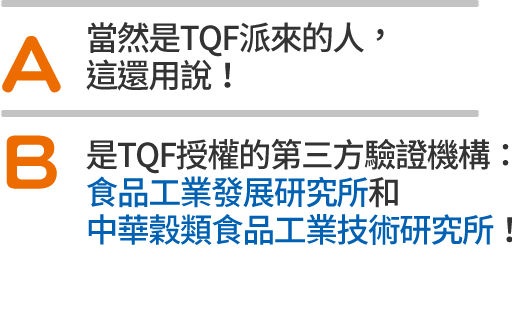 A
當然是TQF派來的人，
這還用說！
B
是TQF授權的第三方驗證機構：
食品工業發展研究所和
中華穀類食品工業技術研究所！